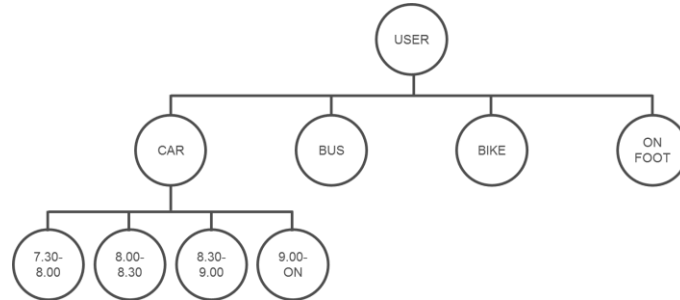 USER
CAR
BUS
BIKE
ON
FOOT
7.30-
8.00
8.00-
8.30
8.30-
9.00
9.00-
ON